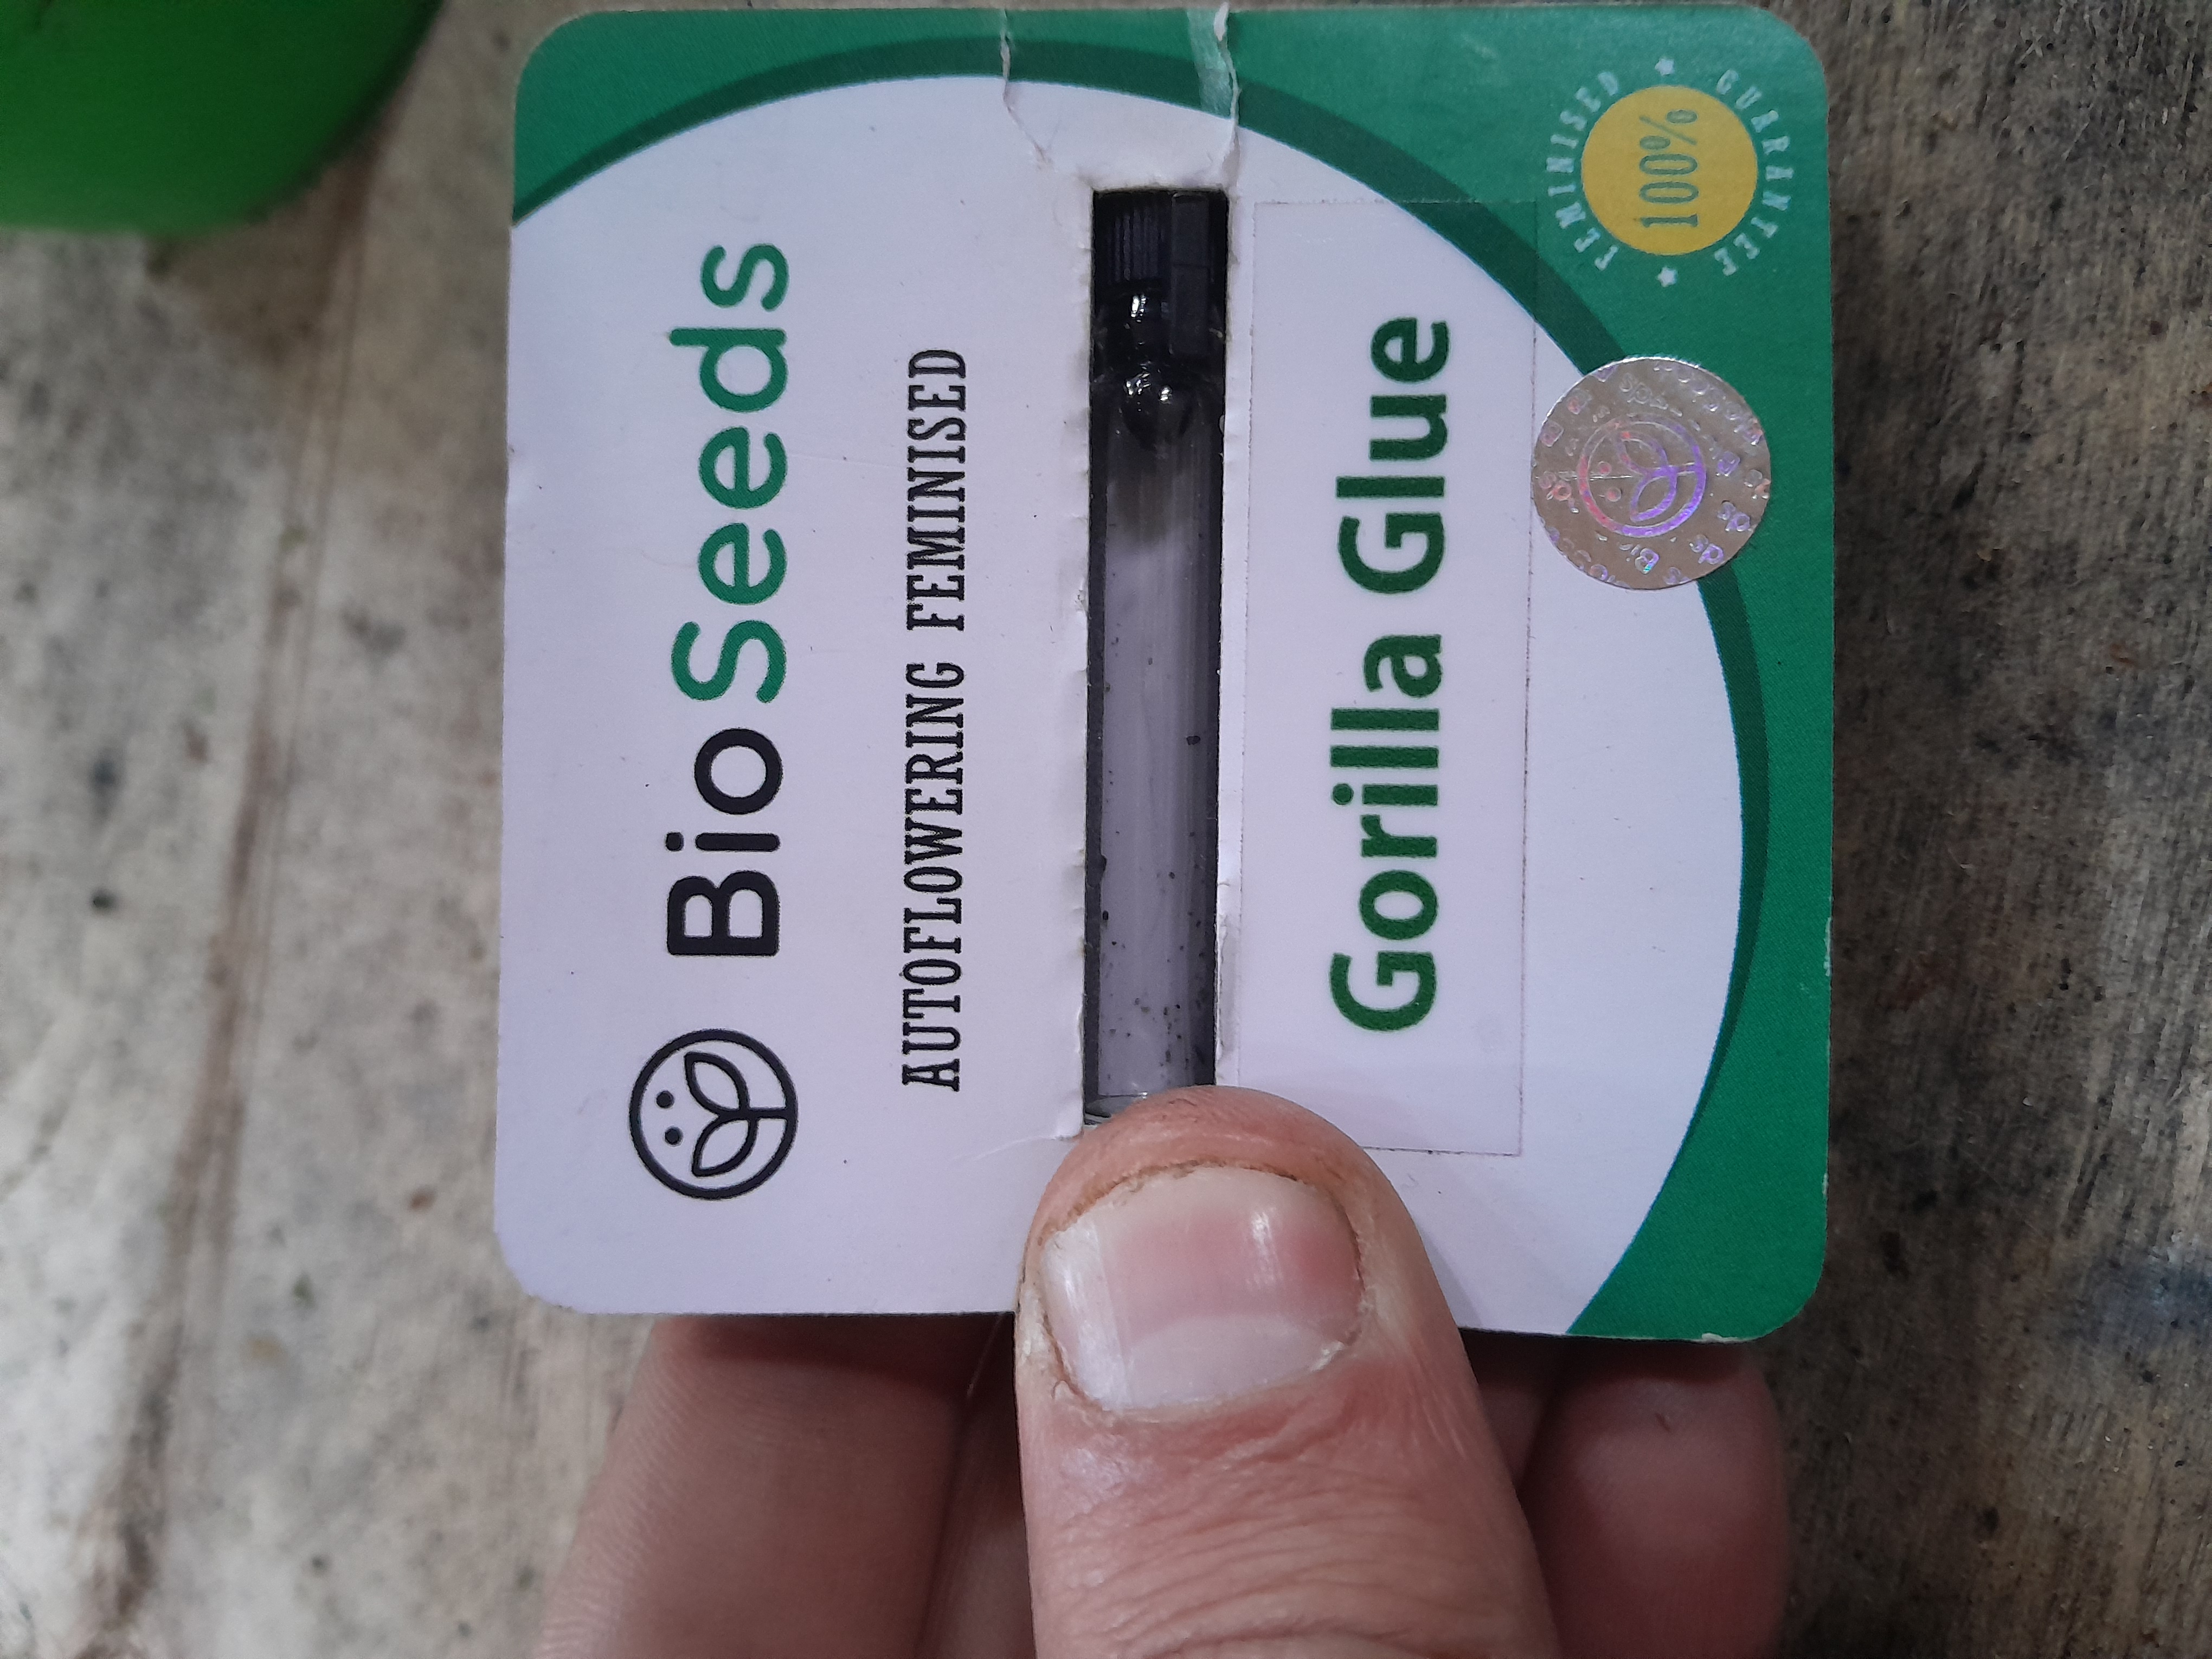 BioSeeds
AUTOFLOWERING FEMINISED
Gorilla Glue
FEMINISED GUARANTEE
100%